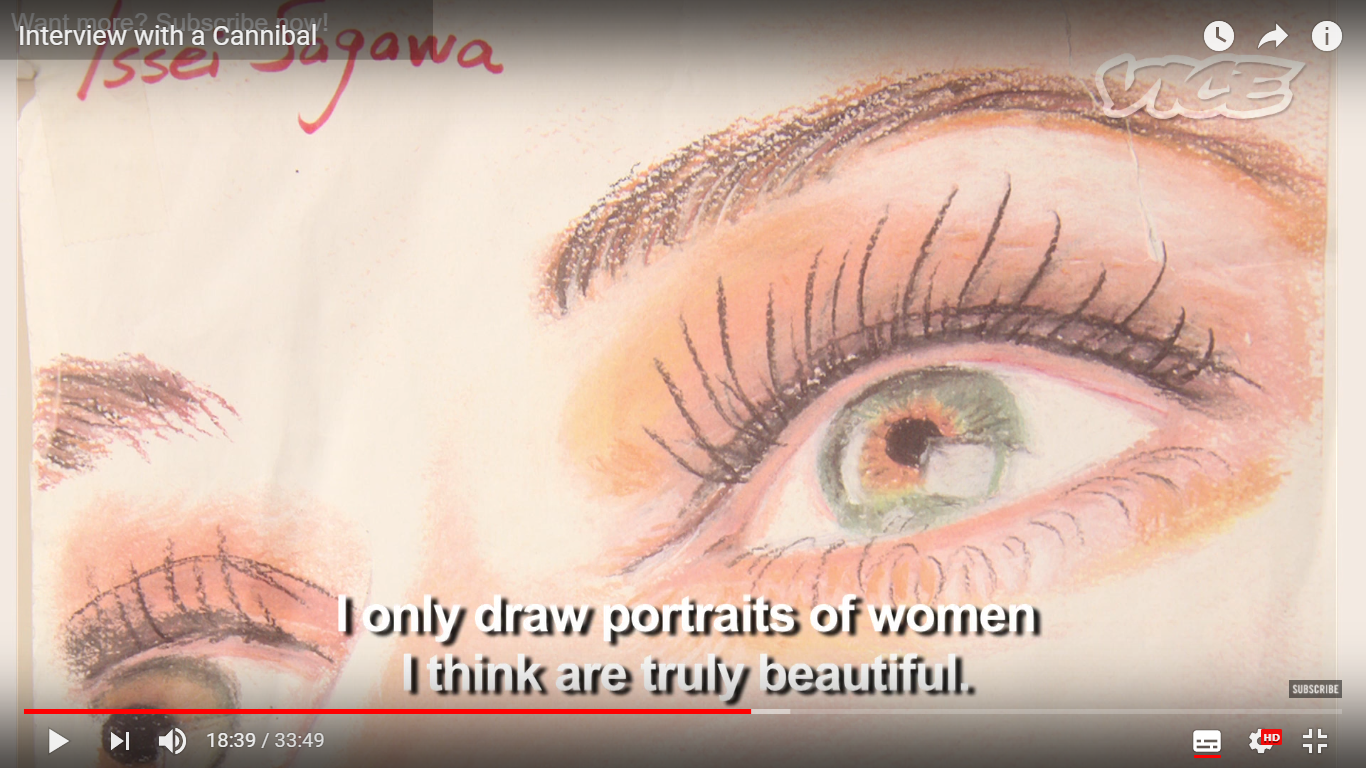 Want more? Subscribe now!
Interview with a Cannibal
Issei Sagawa
VICE
I only draw portraits of women
I think are truly beautiful.
SUBSCRIBE
18:39 / 33:49
HD